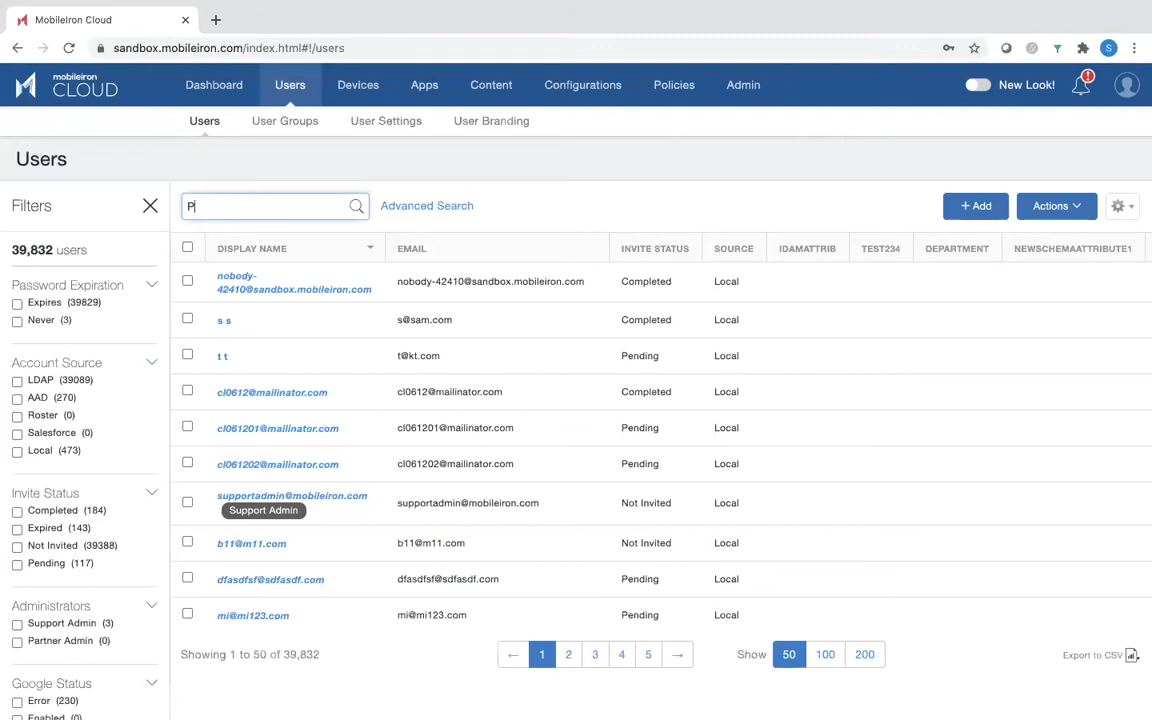 MobileIron Cloud
sandbox.mobileiron.com/index.html#!/users
S
mobileiron
CLOUD
Dashboard
Users
Devices
Apps
Content
Configurations
Policies
Admin
New Look!
!
Users
User Groups
User Settings
User Branding
Users
Filters
P
Advanced Search
+ Add
Actions
39,832 users
Password Expiration
Expires (39829)
Never (3)
Account Source
LDAP (39089)
AAD (270)
Roster (0)
Salesforce (0)
Local (473)
Invite Status
Completed (184)
Expired (143)
Not Invited (39388)
Pending (117)
Administrators
Support Admin (3)
Partner Admin (0)
Google Status
Error (230)
Enabled (0)
DISPLAY NAME EMAIL INVITE STATUS SOURCE IDAMATTRIB TEST234 DEPARTMENT NEWSCHEMAATTRIBUTE1
nobody-
42410@sandbox.mobileiron.com nobody-42410@sandbox.mobileiron.com Completed Local
s s s@sam.com Completed Local
t t t@kt.com Pending Local
cl0612@mailinator.com cl0612@mailinator.com Completed Local
cl061201@mailinator.com cl061201@mailinator.com Pending Local
cl061202@mailinator.com cl061202@mailinator.com Pending Local
supportadmin@mobileiron.com supportadmin@mobileiron.com Not Invited Local
Support Admin
b11@m11.com b11@m11.com Not Invited Local
dfasdfsf@sdfasdf.com dfasdfsf@sdfasdf.com Pending Local
mi@mi123.com mi@mi123.com Pending Local
Showing 1 to 50 of 39,832
← 1 2 3 4 5 →
Show 50 100 200
Export to CSV